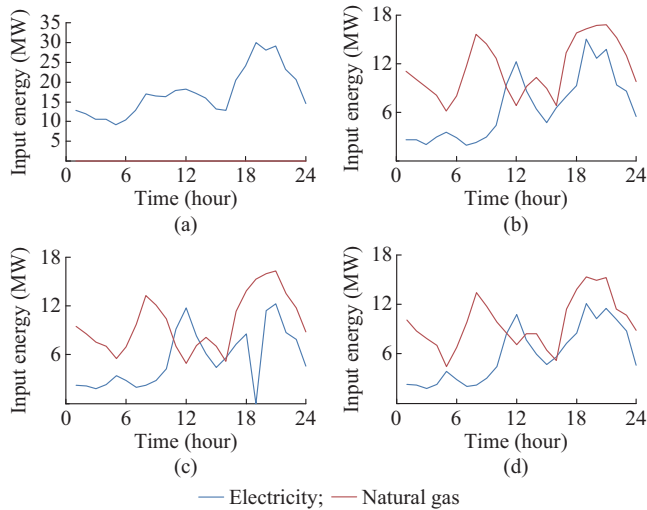 Input energy (MW)
35
30
25
20
15
10
5
0 6 12 18 24
Time (hour)
(a)
Input energy (MW)
18
12
6
0 6 12 18 24
Time (hour)
(b)
Input energy (MW)
18
12
6
0 6 12 18 24
Time (hour)
(c)
Input energy (MW)
18
12
6
0 6 12 18 24
Time (hour)
(d)
Electricity; Natural gas